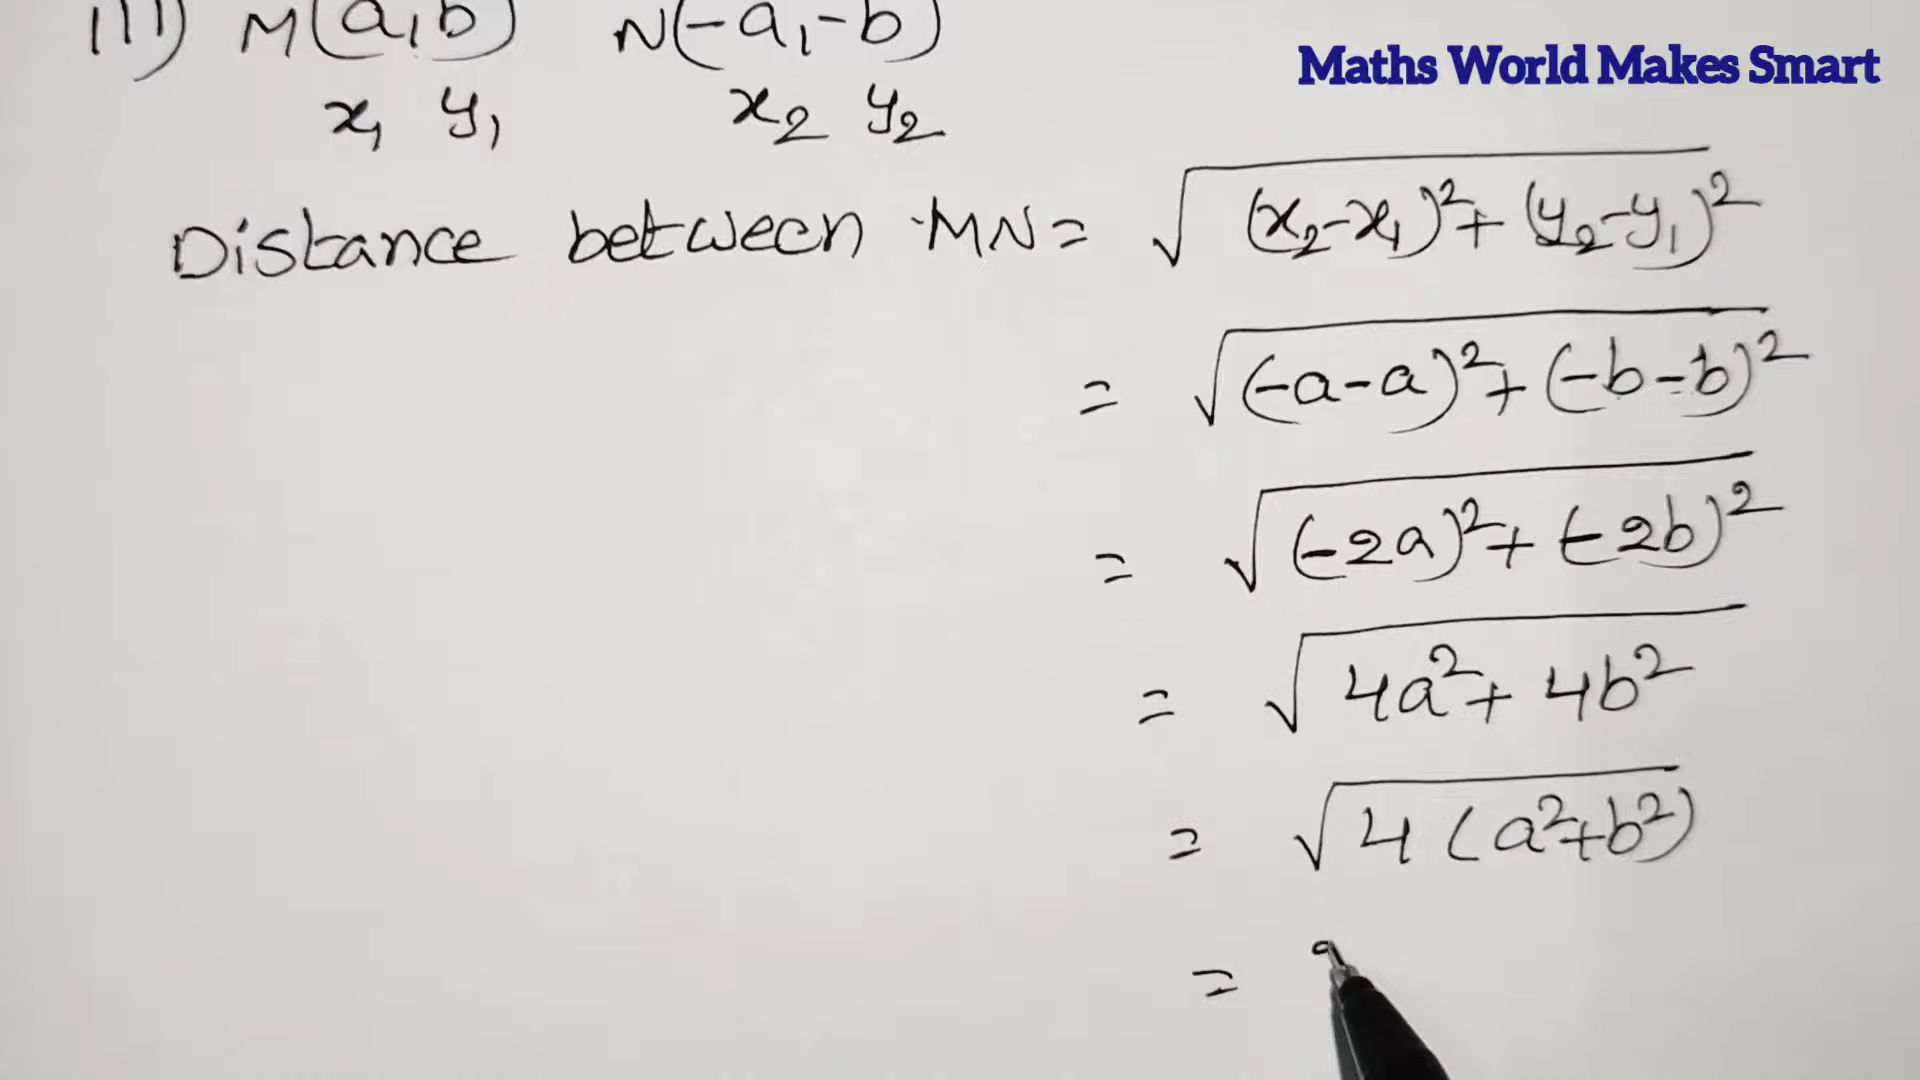 iii) M(a,b) N(-a,-b)
Maths World Makes Smart
x₁ y₁ x₂ y₂
Distance between MN = √(x₂-x₁)²+(y₂-y₁)²
= √(-a-a)²+(-b-b)²
= √(-2a)²+(-2b)²
= √4a²+4b²
= √4(a²+b²)
=